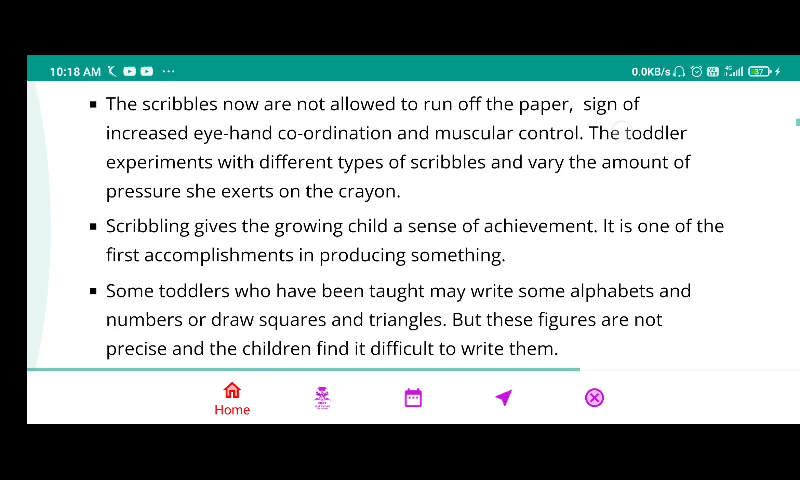 10:18 AM
0.0KB/s 4G 37
The scribbles now are not allowed to run off the paper, sign of
increased eye-hand co-ordination and muscular control. The toddler
experiments with different types of scribbles and vary the amount of
pressure she exerts on the crayon.
Scribbling gives the growing child a sense of achievement. It is one of the
first accomplishments in producing something.
Some toddlers who have been taught may write some alphabets and
numbers or draw squares and triangles. But these figures are not
precise and the children find it difficult to write them.
Home